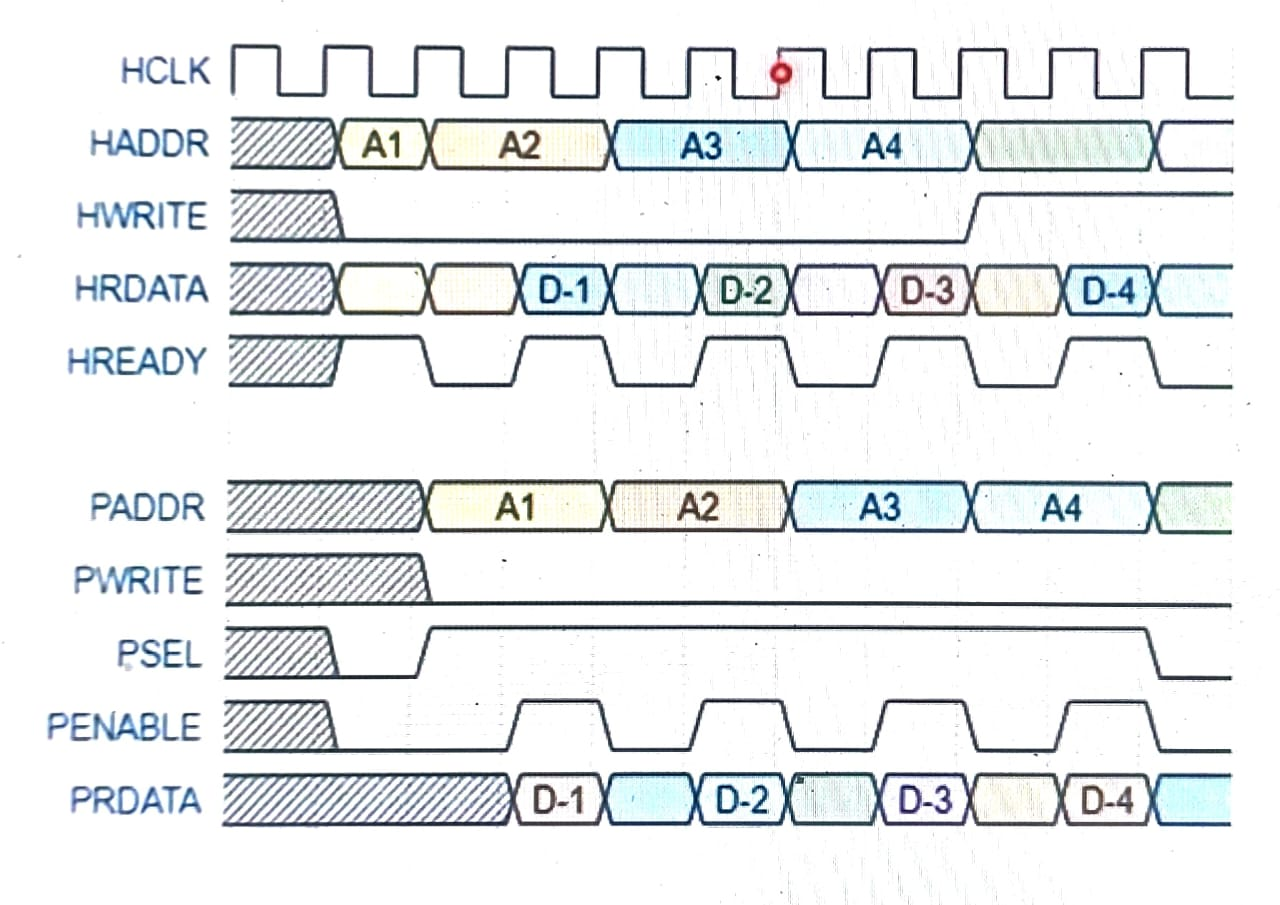 HCLK
HADDR A1 A2 A3 A4
HWRITE
HRDATA D-1 D-2 D-3 D-4
HREADY
PADDR A1 A2 A3 A4
PWRITE
PSEL
PENABLE
PRDATA D-1 D-2 D-3 D-4